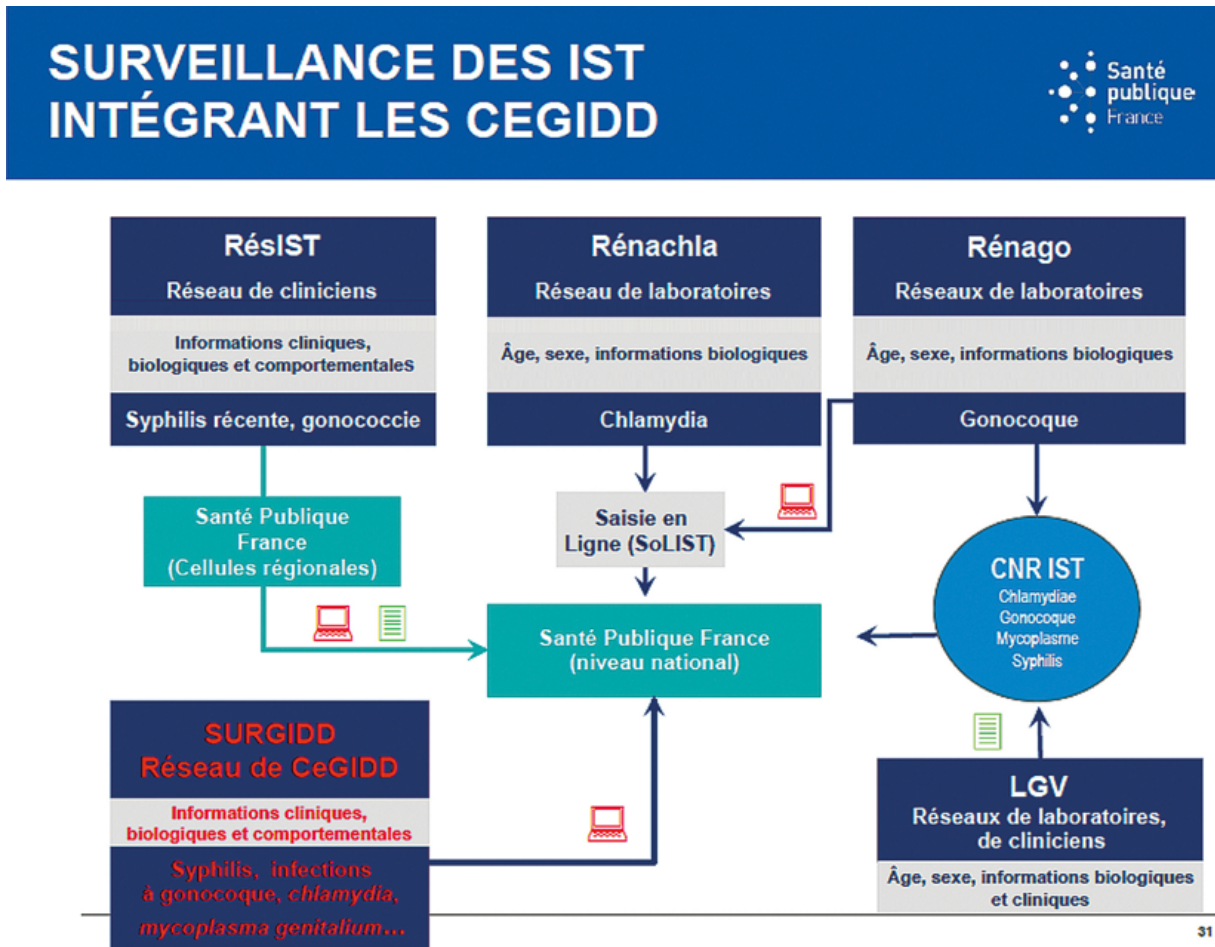 SURVEILLANCE DES IST
INTÉGRANT LES CEGIDD
Santé
publique
France
RésIST
Réseau de cliniciens
Informations cliniques,
biologiques et comportementales
Syphilis récente, gonococcie
Rénachla
Réseau de laboratoires
Âge, sexe, informations biologiques
Chlamydia
Rénago
Réseaux de laboratoires
Âge, sexe, informations biologiques
Gonocoque
Santé Publique
France
(Cellules régionales)
Saisie en
Ligne (SoLIST)
CNR IST
Chlamydiae
Gonocoque
Mycoplasme
Syphilis
Santé Publique France
(niveau national)
SURGIDD
Réseau de CeGIDD
Informations cliniques,
biologiques et comportementales
Syphilis, infections
à gonocoque, chlamydia,
mycoplasma genitalium...
LGV
Réseaux de laboratoires,
de cliniciens
Âge, sexe, informations biologiques
et cliniques
31